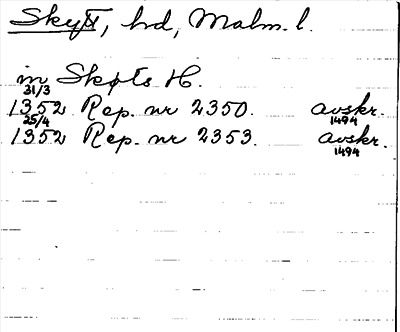 Skytt, hd, Malm. l.
in Skøts H.
31/3
1352 Rep. nr 2350. avskr.
25/4 1494
1352 Rep. nr 2353. avskr.
1494